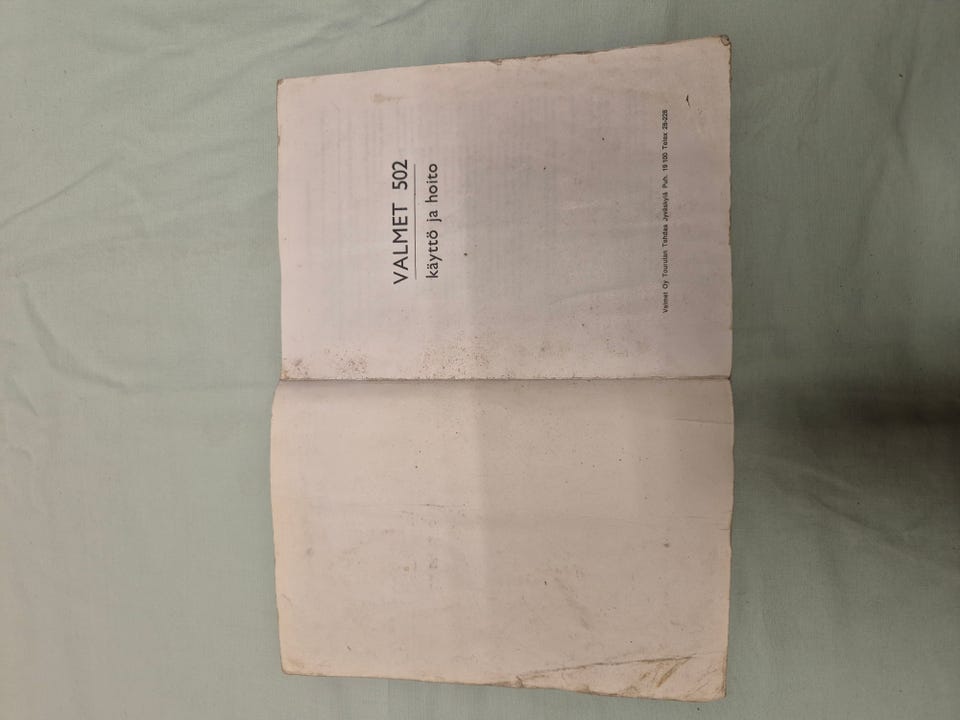 VALMET 502
käyttö ja hoito
Valmet Oy Tourulan Tehdas Jyväskylä Puh. 19 100 Telex 28-228